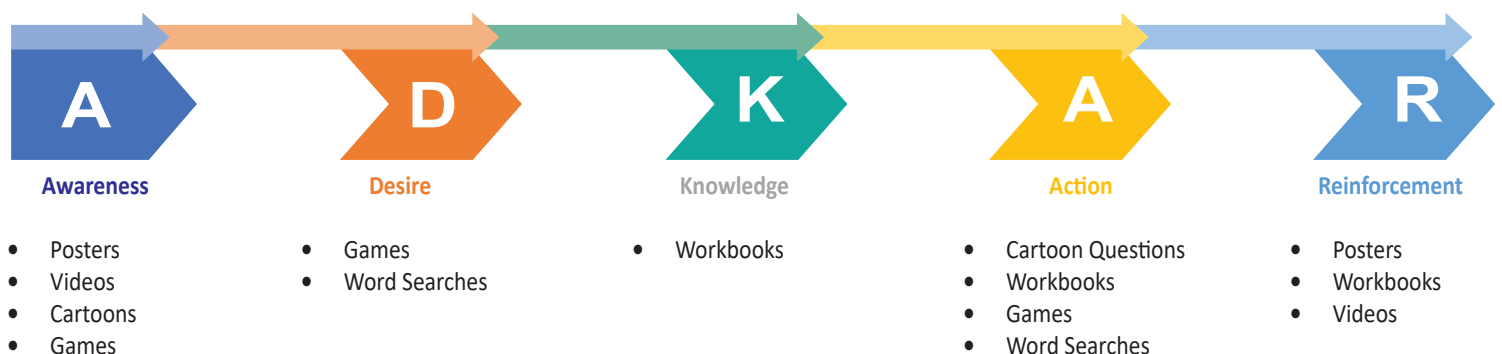 A
D
K
A
R
Awareness
Desire
Knowledge
Action
Reinforcement
• Posters
• Videos
• Cartoons
• Games
• Games
• Word Searches
• Workbooks
• Cartoon Questions
• Workbooks
• Games
• Word Searches
• Posters
• Workbooks
• Videos